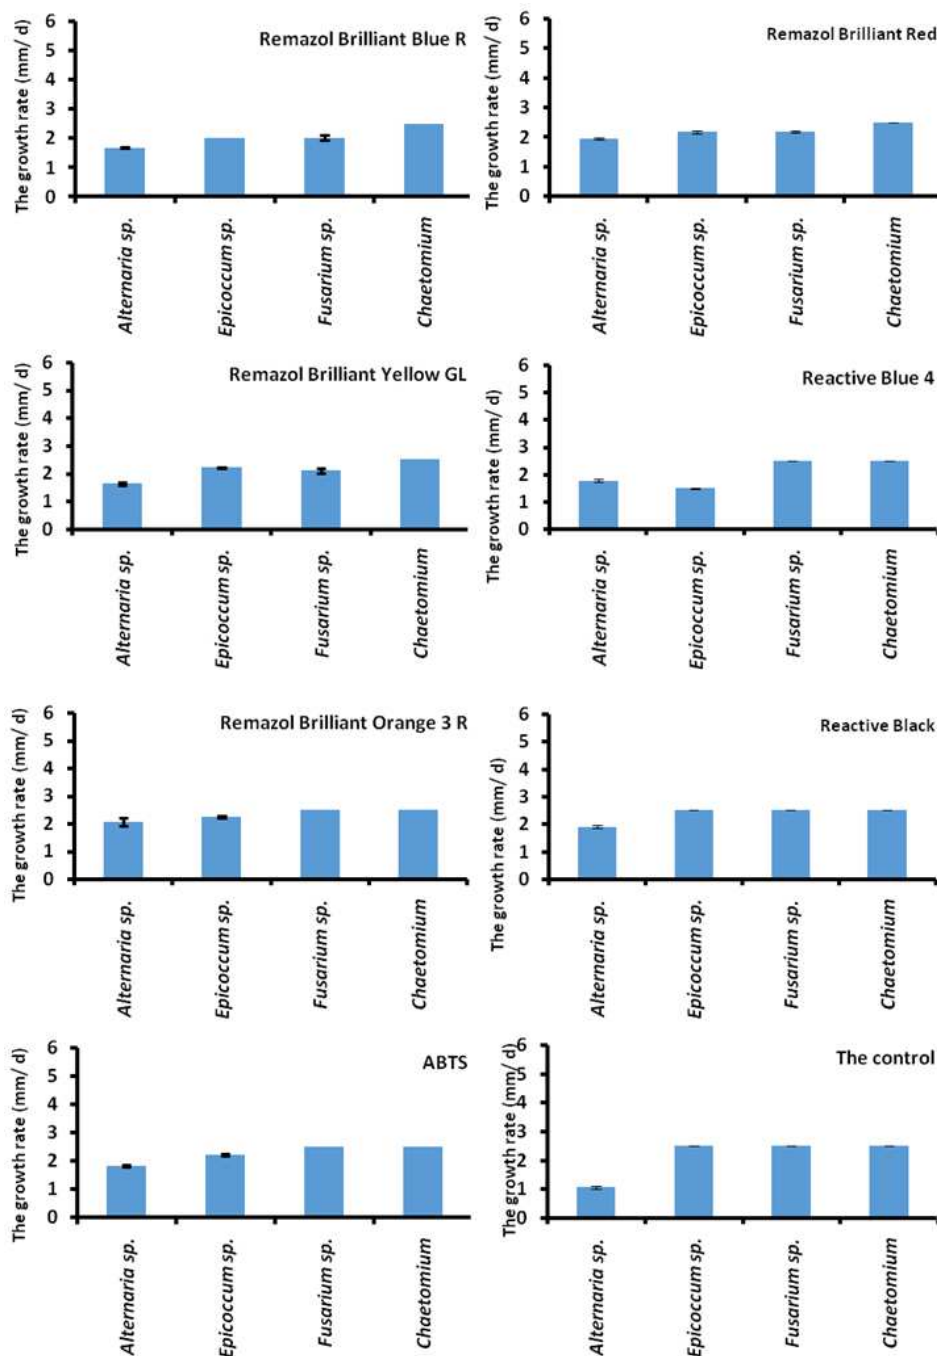 Remazol Brilliant Blue R
The growth rate (mm/ d)
6
5
4
3
2
1
0
Alternaria sp.
Epicoccum sp.
Fusarium sp.
Chaetomium
Remazol Brilliant Red
The growth rate (mm/ d)
6
5
4
3
2
1
0
Alternaria sp.
Epicoccum sp.
Fusarium sp.
Chaetomium
Remazol Brilliant Yellow GL
The growth rate (mm/ d)
6
5
4
3
2
1
0
Alternaria sp.
Epicoccum sp.
Fusarium sp.
Chaetomium
Reactive Blue 4
The growth rate (mm/ d)
6
5
4
3
2
1
0
Alternaria sp.
Epicoccum sp.
Fusarium sp.
Chaetomium
Remazol Brilliant Orange 3 R
The growth rate (mm/ d)
6
5
4
3
2
1
0
Alternaria sp.
Epicoccum sp.
Fusarium sp.
Chaetomium
Reactive Black
The growth rate (mm/ d)
6
5
4
3
2
1
0
Alternaria sp.
Epicoccum sp.
Fusarium sp.
Chaetomium
ABTS
The growth rate (mm/ d)
6
5
4
3
2
1
0
Alternaria sp.
Epicoccum sp.
Fusarium sp.
Chaetomium
The control
The growth rate (mm/ d)
6
5
4
3
2
1
0
Alternaria sp.
Epicoccum sp.
Fusarium sp.
Chaetomium